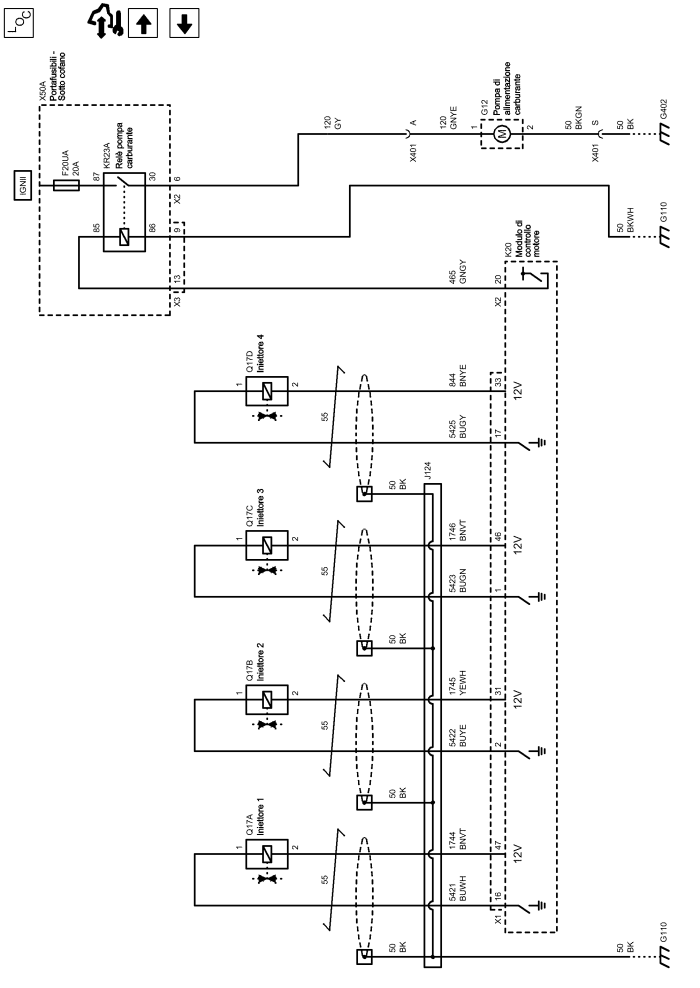 LOC
X50A
Portafusibili -
Sotto cofano
IGNII
F20UA
20A
KR23A
Relè pompa
carburante
87
30
85
86
6
X2
9
13
X3
120
GY
A
X401
120
GNYE
1
G12
Pompa di
alimentazione
carburante
M
2
50
BKGN
S
X401
50
BK
G402
50
BKWH
G110
465
GNGY
20
X2
K20
Modulo di
controllo
motore
Q17D
Iniettore 4
1
2
55
844
BNYE
33
12V
5425
BUGY
17
50
BK
J124
Q17C
Iniettore 3
1
2
55
1746
BNVT
46
12V
5423
BUGN
1
50
BK
Q17B
Iniettore 2
1
2
55
1745
YEWH
31
12V
5422
BUYE
2
50
BK
Q17A
Iniettore 1
1
2
55
1744
BNVT
47
12V
5421
BUWH
16
X1
50
BK
50
BK
G110